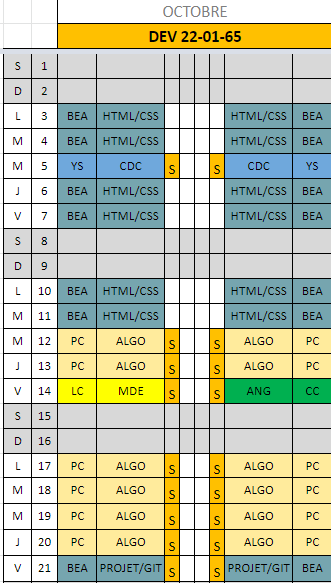 OCTOBRE
DEV 22-01-65
S 1
D 2
L 3 BEA HTML/CSS HTML/CSS BEA
M 4 BEA HTML/CSS HTML/CSS BEA
M 5 YS CDC S S CDC YS
J 6 BEA HTML/CSS HTML/CSS BEA
V 7 BEA HTML/CSS HTML/CSS BEA
S 8
D 9
L 10 BEA HTML/CSS HTML/CSS BEA
M 11 BEA HTML/CSS HTML/CSS BEA
M 12 PC ALGO S S ALGO PC
J 13 PC ALGO S S ALGO PC
V 14 LC MDE S S ANG CC
S 15
D 16
L 17 PC ALGO S S ALGO PC
M 18 PC ALGO S S ALGO PC
M 19 PC ALGO S S ALGO PC
J 20 PC ALGO S S ALGO PC
V 21 BEA PROJET/GIT S S PROJET/GIT BEA